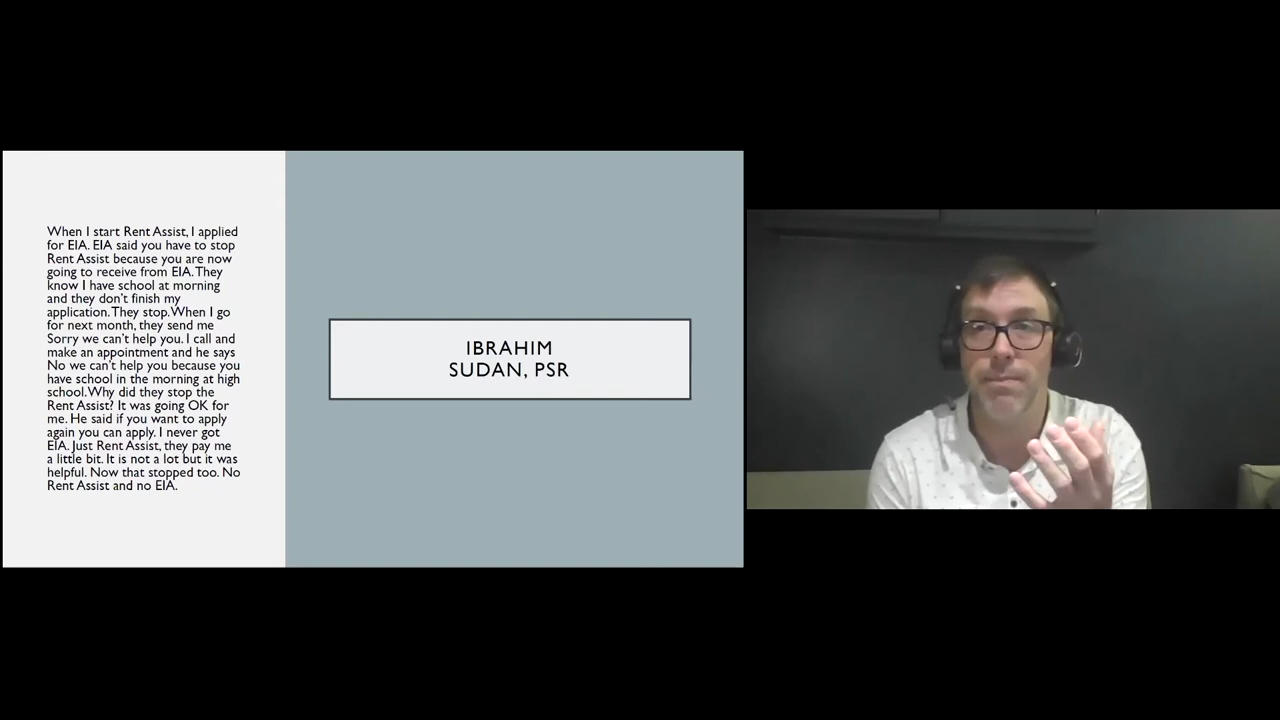 When I start Rent Assist, I applied
for EIA. EIA said you have to stop
Rent Assist because you are now
going to receive from EIA. They
know I have school at morning
and they don't finish my
application. They stop. When I go
for next month, they send me
Sorry we can't help you. I call and
make an appointment and he says
No we can't help you because you
have school in the morning at high
school. Why did they stop the
Rent Assist? It was going OK for
me. He said if you want to apply
again you can apply. I never got
EIA. Just Rent Assist, they pay me
a little bit. It is not a lot but it was
helpful. Now that stopped too. No
Rent Assist and no EIA.
IBRAHIM
SUDAN, PSR